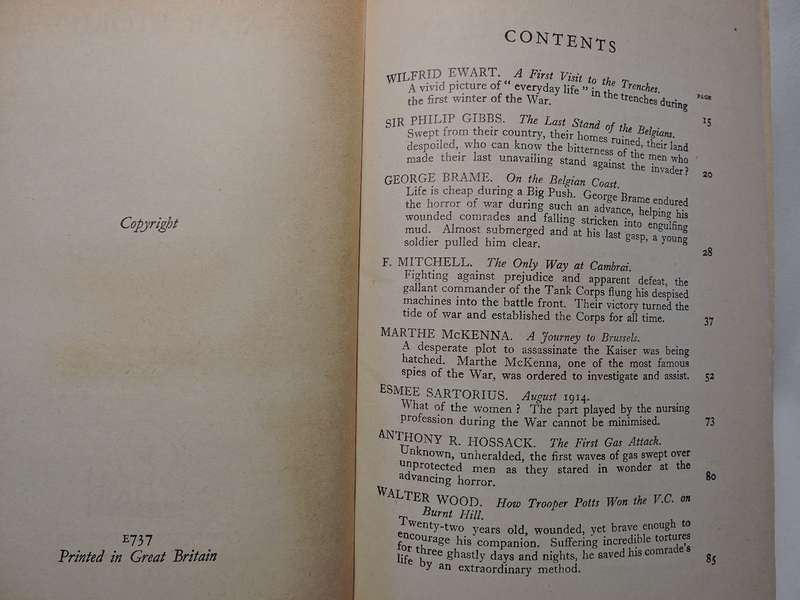 Copyright
E737
Printed in Great Britain
CONTENTS
PAGE
WILFRID EWART. A First Visit to the Trenches.
A vivid picture of "everyday life" in the trenches during
the first winter of the War. 15
SIR PHILIP GIBBS. The Last Stand of the Belgians.
Swept from their country, their homes ruined, their land
despoiled, who can know the bitterness of the men who
made their last unavailing stand against the invader? 20
GEORGE BRAME. On the Belgian Coast.
Life is cheap during a Big Push. George Brame endured
the horror of war during such an advance, helping his
wounded comrades and falling stricken into engulfing
mud. Almost submerged and at his last gasp, a young
soldier pulled him clear. 28
F. MITCHELL. The Only Way at Cambrai.
Fighting against prejudice and apparent defeat, the
gallant commander of the Tank Corps flung his despised
machines into the battle front. Their victory turned the
tide of war and established the Corps for all time. 37
MARTHE McKENNA. A Journey to Brussels.
A desperate plot to assassinate the Kaiser was being
hatched. Marthe McKenna, one of the most famous
spies of the War, was ordered to investigate and assist. 52
ESMEE SARTORIUS. August 1914.
What of the women? The part played by the nursing
profession during the War cannot be minimised. 73
ANTHONY R. HOSSACK. The First Gas Attack.
Unknown, unheralded, the first waves of gas swept over
unprotected men as they stared in wonder at the
advancing horror. 80
WALTER WOOD. How Trooper Potts Won the V.C. on
Burnt Hill.
Twenty-two years old, wounded, yet brave enough to
encourage his companion. Suffering incredible tortures
for three ghastly days and nights, he saved his comrade's
life by an extraordinary method. 85